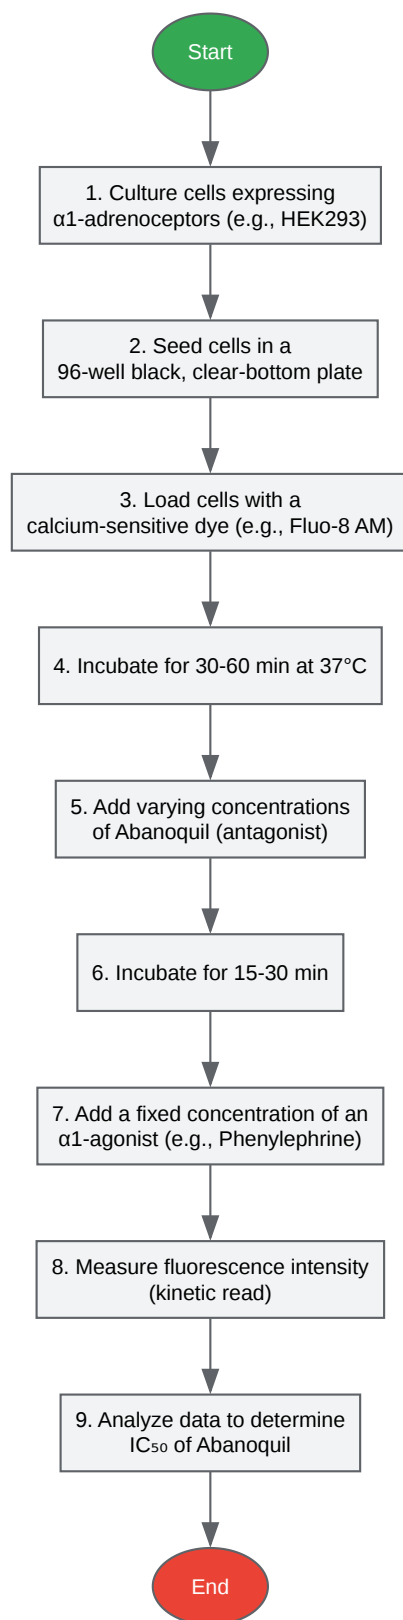 Start
1. Culture cells expressing
α1-adrenoceptors (e.g., HEK293)
2. Seed cells in a
96-well black, clear-bottom plate
3. Load cells with a
calcium-sensitive dye (e.g., Fluo-8 AM)
4. Incubate for 30-60 min at 37°C
5. Add varying concentrations
of Abanoquil (antagonist)
6. Incubate for 15-30 min
7. Add a fixed concentration of an
α1-agonist (e.g., Phenylephrine)
8. Measure fluorescence intensity
(kinetic read)
9. Analyze data to determine
IC₅₀ of Abanoquil
End